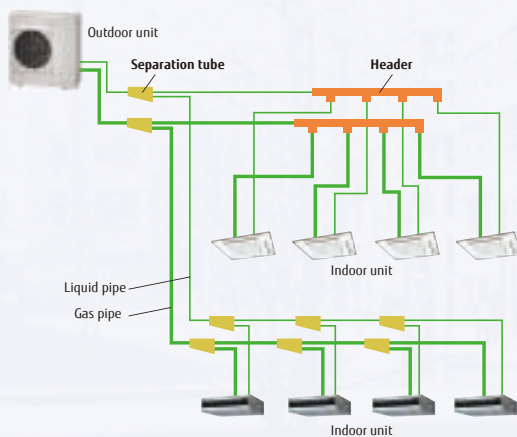 Outdoor unit
Separation tube
Header
Indoor unit
Liquid pipe
Gas pipe
Indoor unit